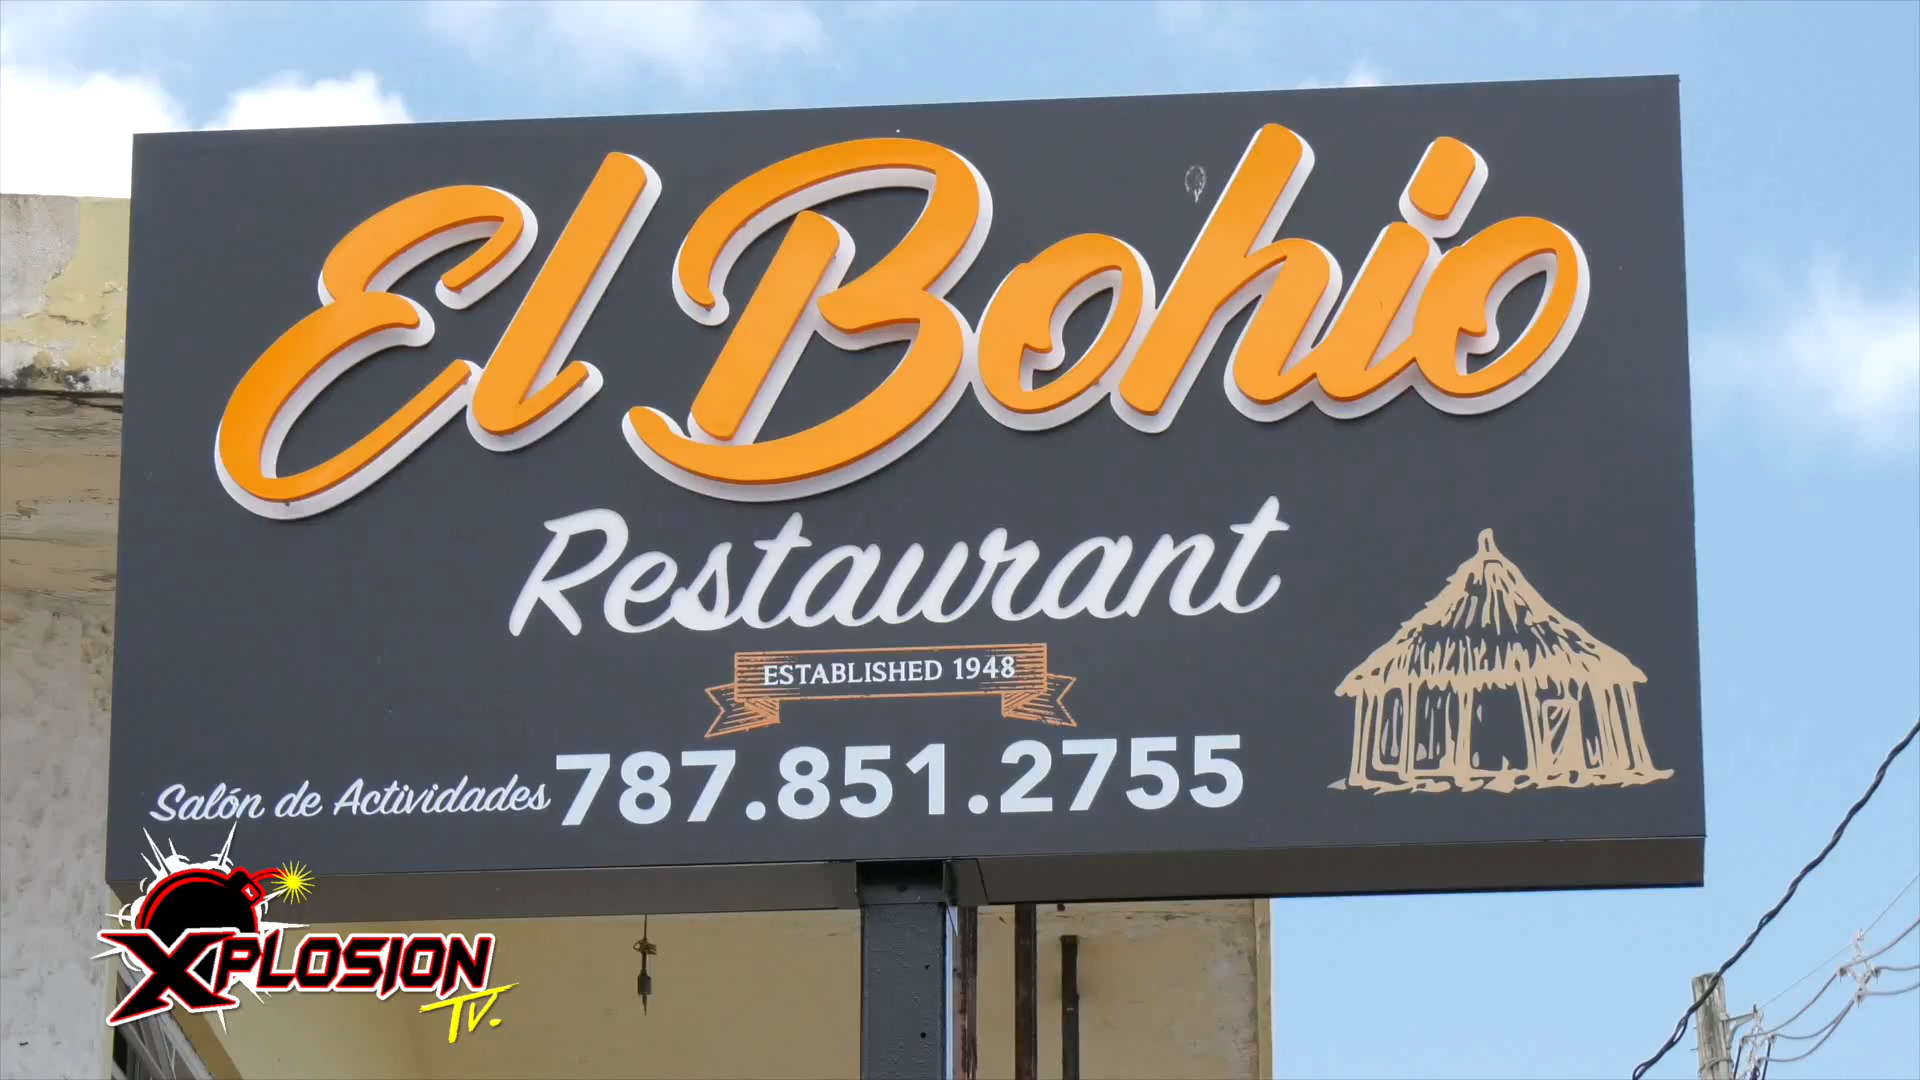 El Bohio
Restaurant
ESTABLISHED 1948
Salón de Actividades 787.851.2755
XPLOSION
TV.